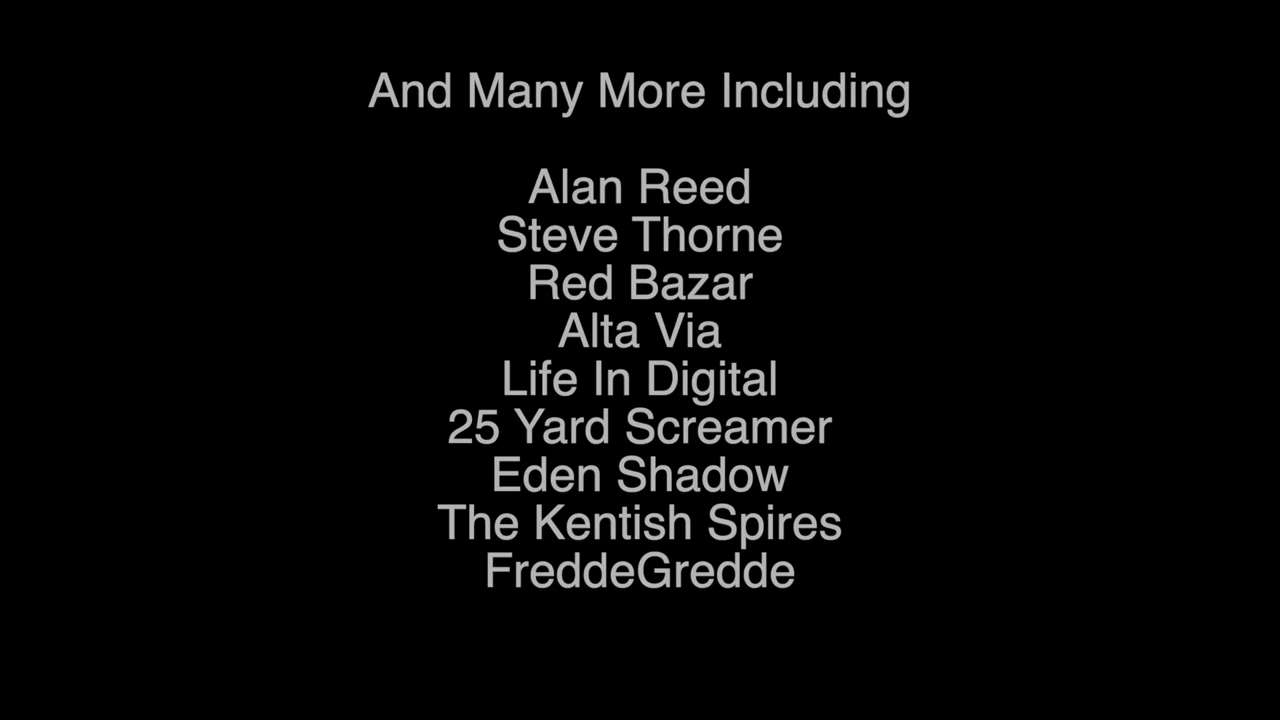 And Many More Including
Alan Reed
Steve Thorne
Red Bazar
Alta Via
Life In Digital
25 Yard Screamer
Eden Shadow
The Kentish Spires
FreddeGredde